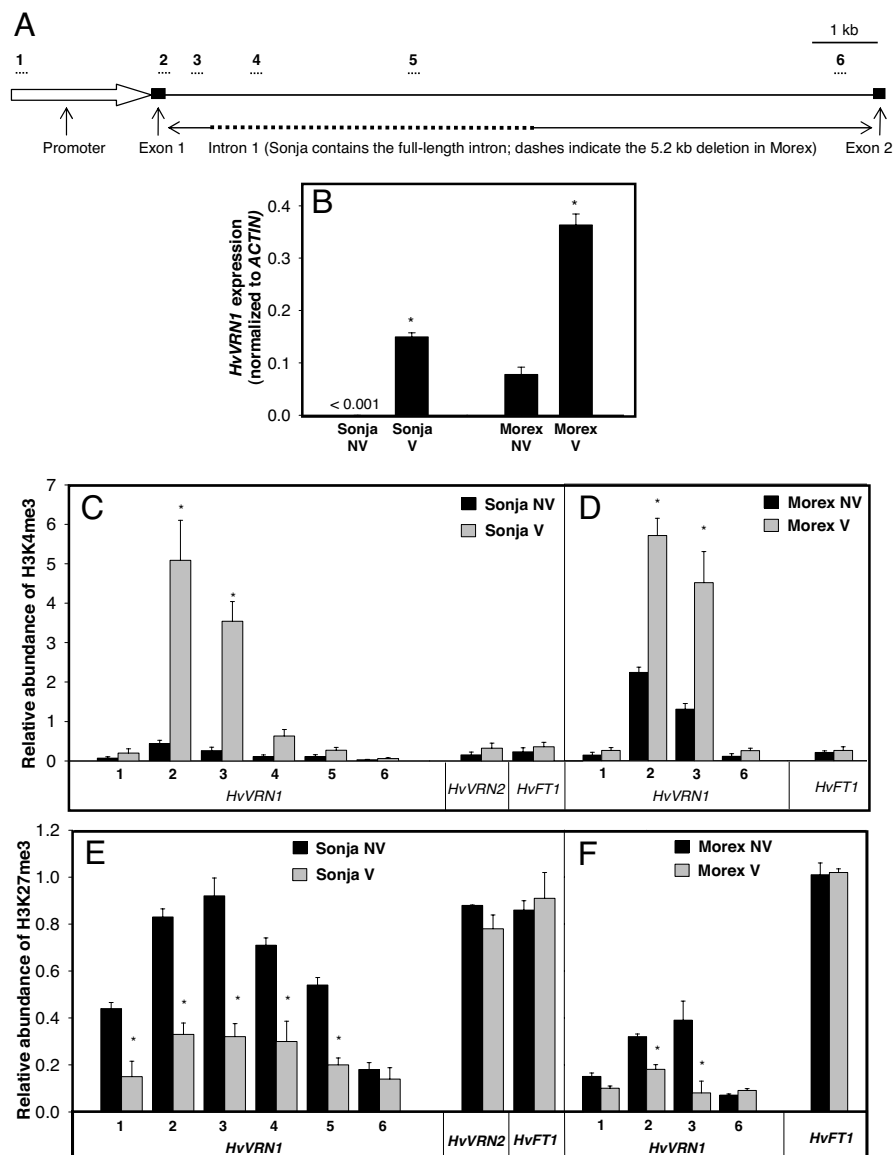 A
1 kb
1 2 3 4 5 6
Promoter Exon 1 Intron 1 (Sonja contains the full-length intron; dashes indicate the 5.2 kb deletion in Morex) Exon 2
B
HvVRN1 expression
(normalized to ACTIN)
0.4
0.3
0.2
0.1
0.0
< 0.001
*
*
Sonja NV
Sonja V
Morex NV
Morex V
Relative abundance of H3K4me3
7
6
5
4
3
2
1
0
C
Sonja NV
Sonja V
*
*
1 2 3 4 5 6
HvVRN1
HvVRN2
HvFT1
D
Morex NV
Morex V
*
*
1 2 3 6
HvVRN1
HvFT1
Relative abundance of H3K27me3
1.2
1.0
0.8
0.6
0.4
0.2
0.0
E
Sonja NV
Sonja V
*
*
*
*
*
1 2 3 4 5 6
HvVRN1
HvVRN2
HvFT1
F
Morex NV
Morex V
*
*
1 2 3 6
HvVRN1
HvFT1